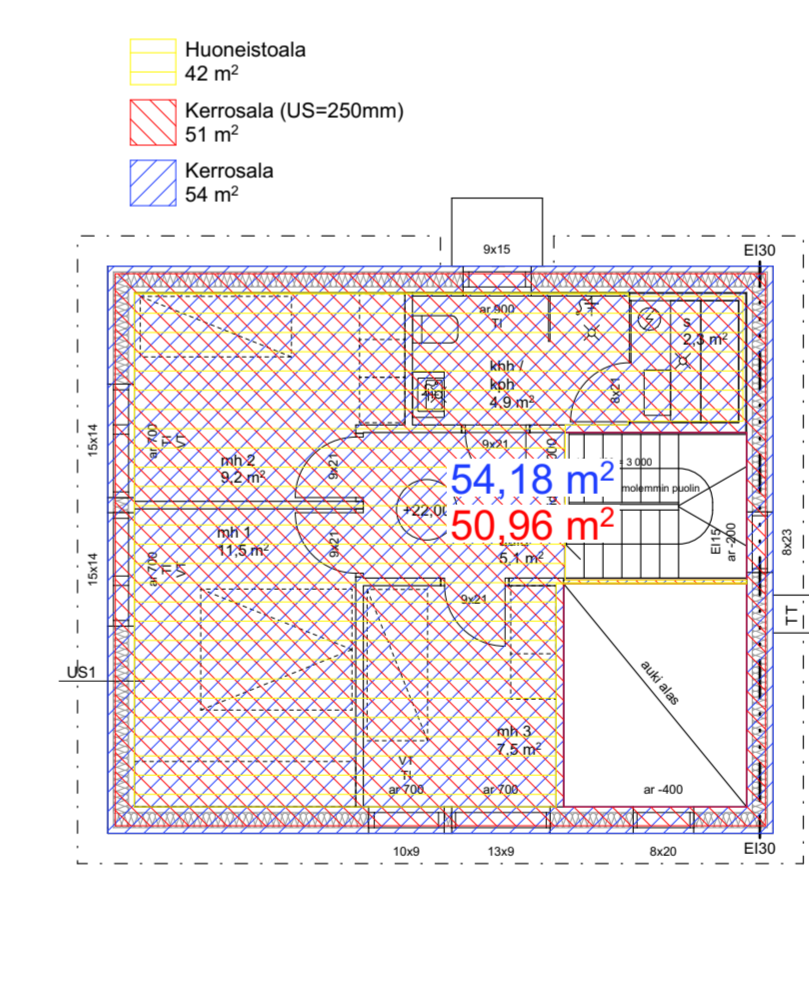 Huoneistoala
42 m²
Kerrosala (US=250mm)
51 m²
Kerrosala
54 m²
9x15
EI30
ar 900
TI
s
2,3 m²
khh /
kph
4,9 m²
8x21
15x14
ar 700
TI
VT
mh 2
9,2 m²
9x21
9x21
3 000
molemmin puolin
54,18 m²
50,96 m²
+22,00
5,1 m²
EI15
ar -200
8x23
mh 1
11,5 m²
9x21
15x14
ar 700
TI
VT
9x21
TT
US1
auki alas
mh 3
7,5 m²
VT
TI
ar 700
ar 700
ar -400
10x9
13x9
8x20
EI30